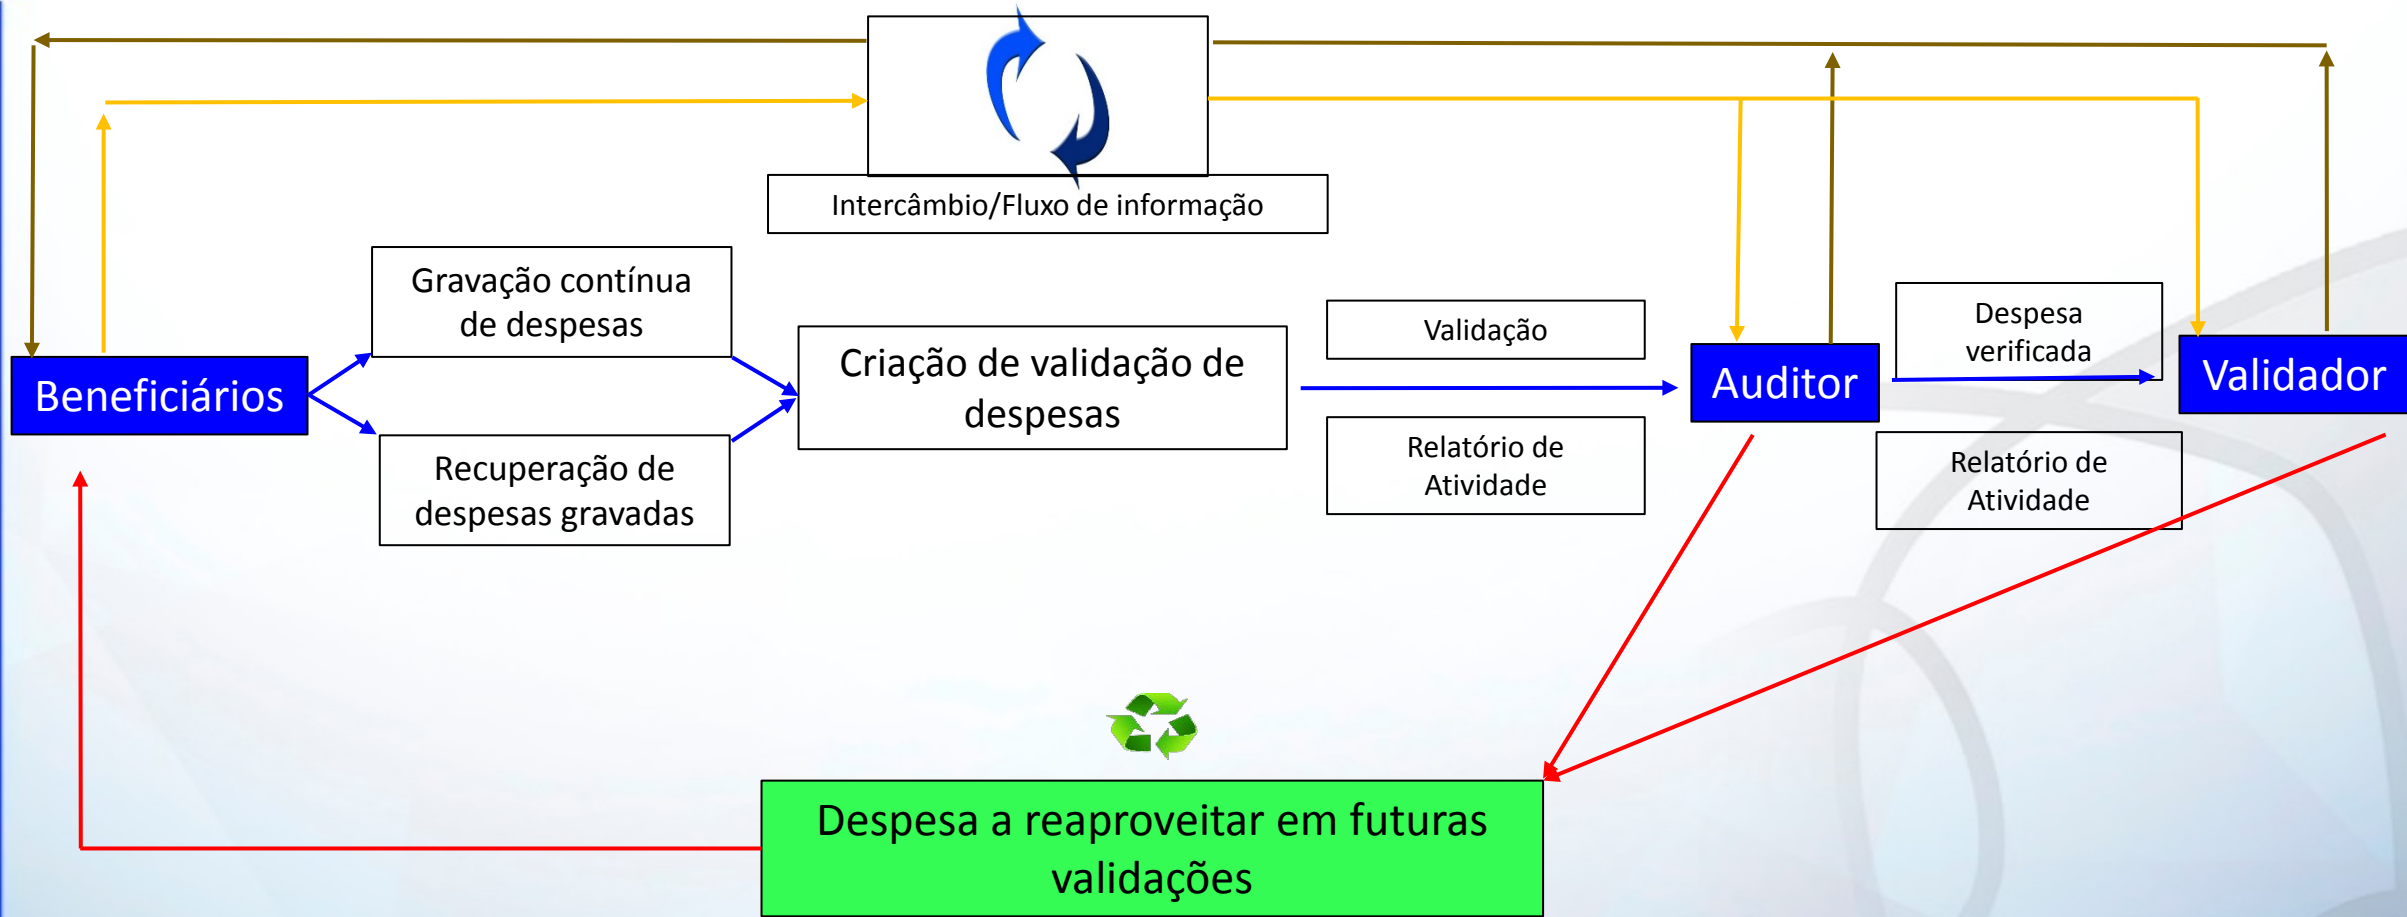 Intercâmbio/Fluxo de informação
Gravação contínua
de despesas
Beneficiários
Recuperação de
despesas gravadas
Criação de validação de
despesas
Validação
Relatório de
Atividade
Auditor
Despesa
verificada
Relatório de
Atividade
Validador
Despesa a reaproveitar em futuras
validações